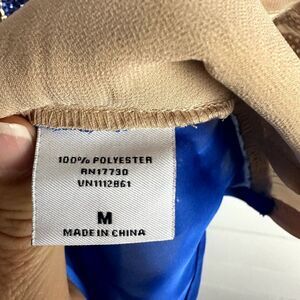 100% POLYESTER
RN17730
VN1112861
M
MADE IN CHINA